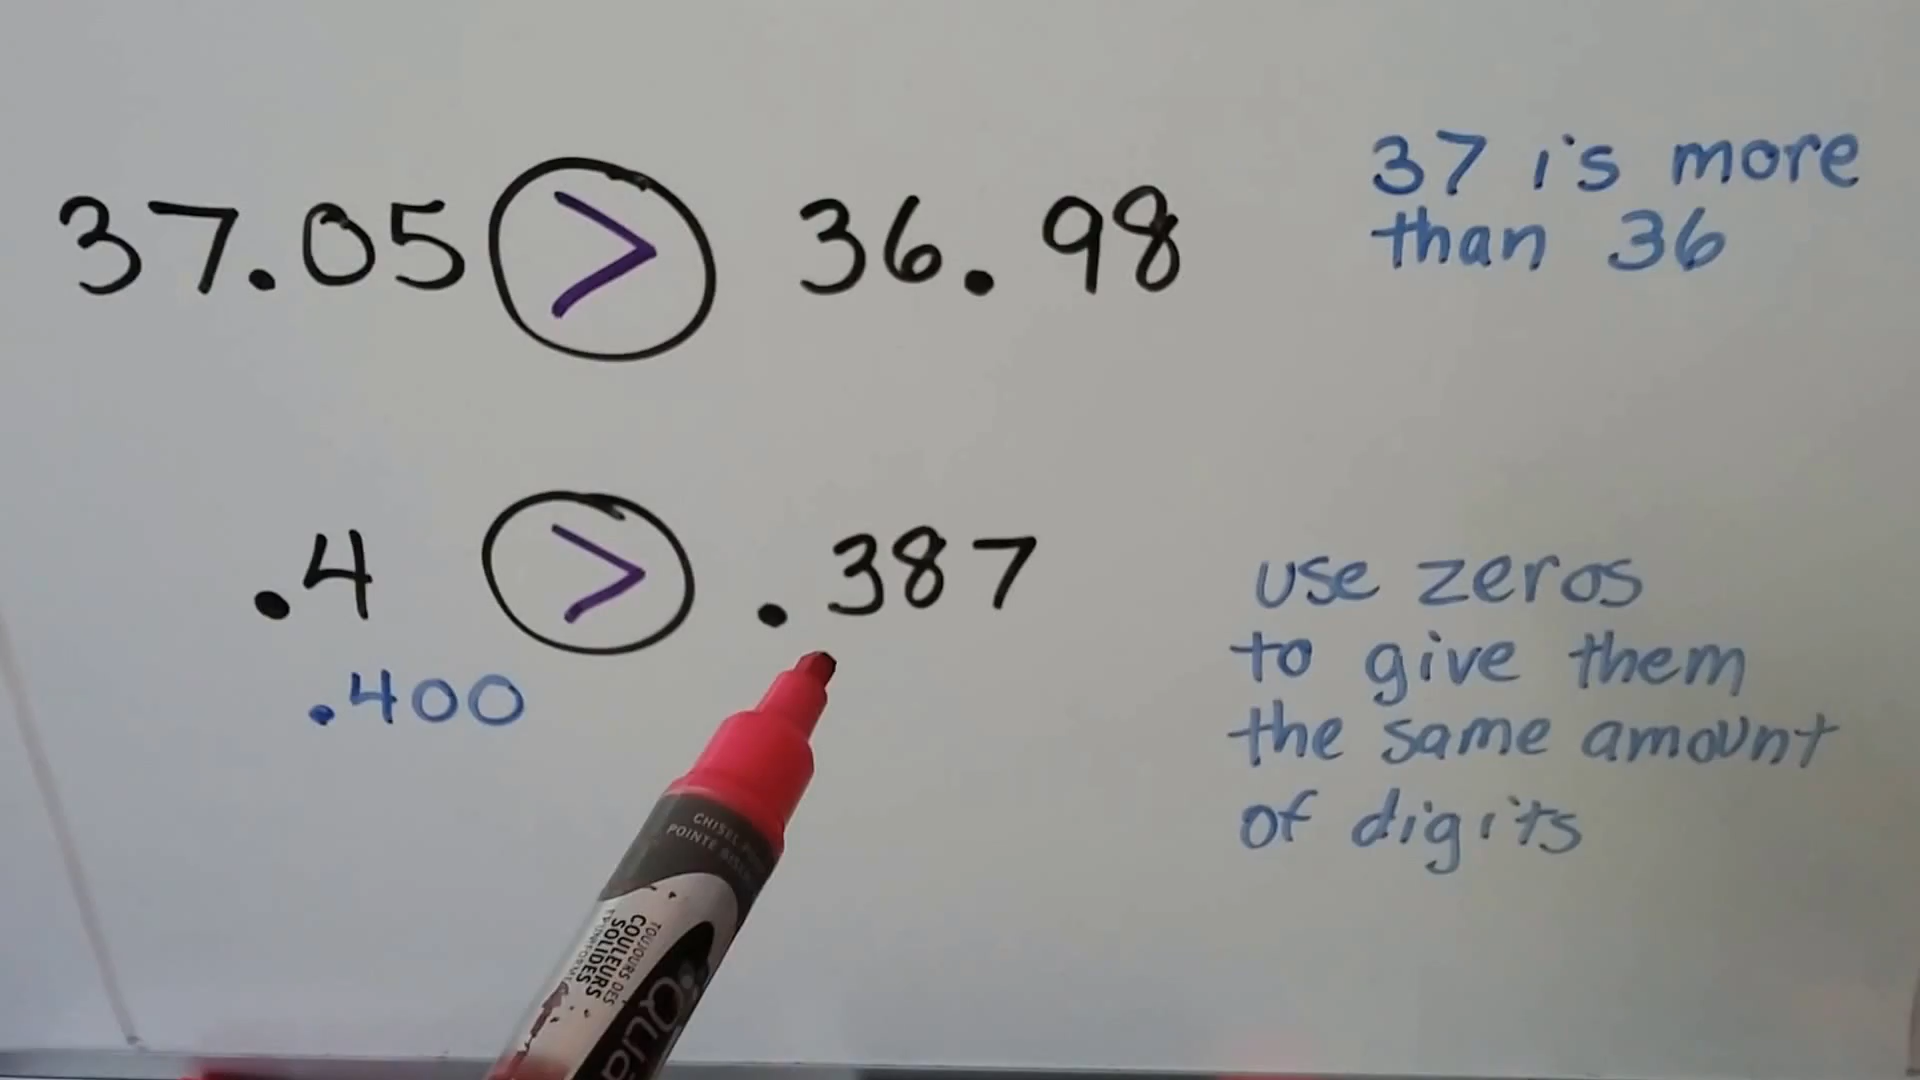 37.05 > 36.98
37 is more
than 36
.4 > .387
.400
use zeros
to give them
the same amount
of digits
CHISEL
POINTE
TOUJOURS DES
COULEURS
SOLIDES